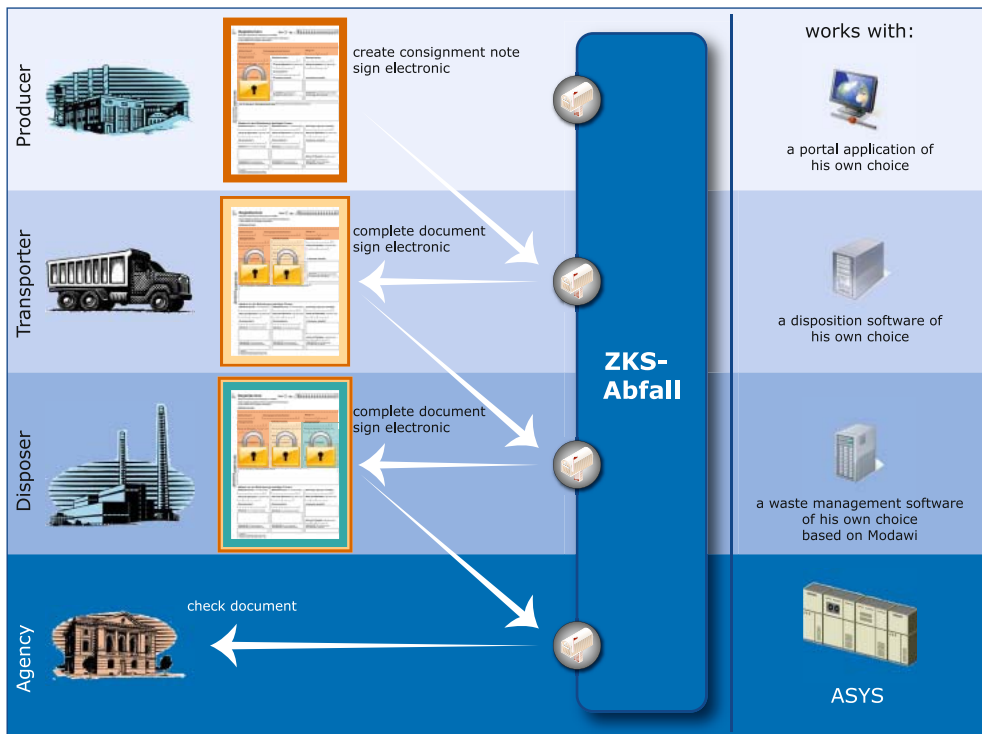 works with:
Producer
create consignment note
sign electronic
a portal application of
his own choice
Transporter
complete document
sign electronic
a disposition software of
his own choice
ZKS-
Abfall
Disposer
complete document
sign electronic
a waste management software
of his own choice
based on Modawi
Agency
check document
ASYS